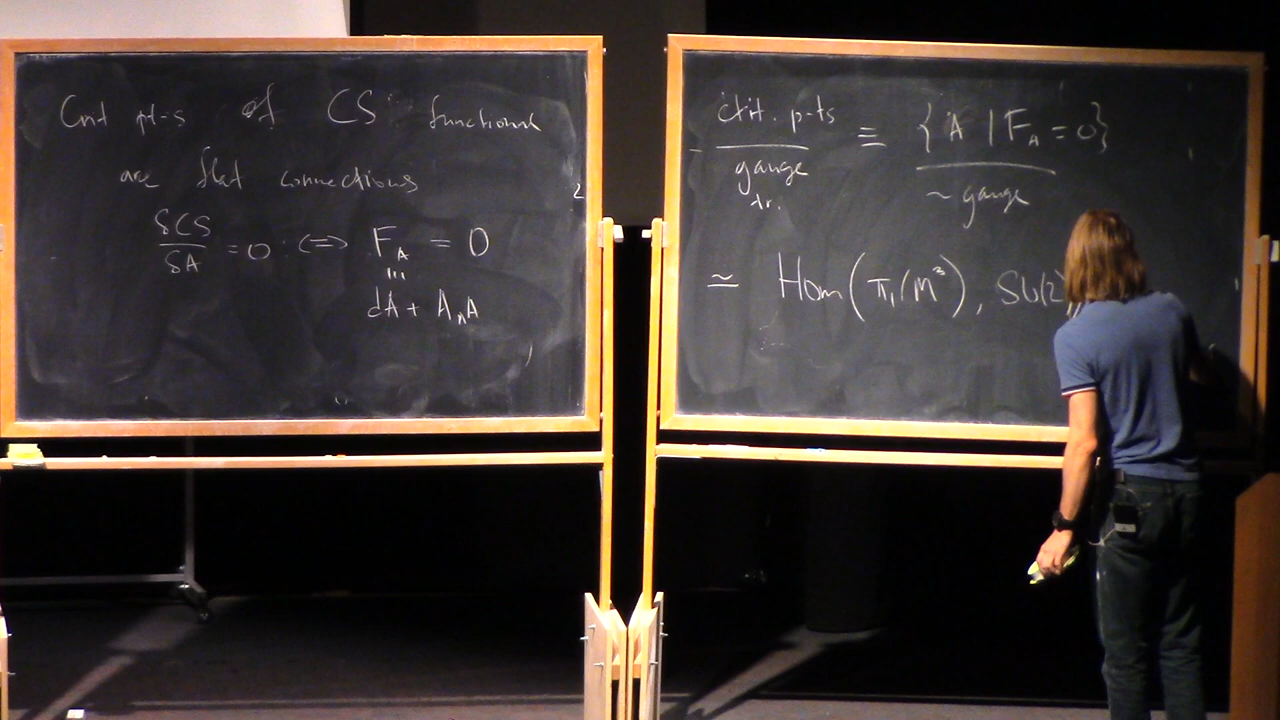 Crit pt-s of CS functional
are flat connections
δCS/δA = 0 : <=> F_A = 0
≡
dA + A∧A
crit. p-ts / gauge tr. ≡ {A | F_A = 0} / ~ gauge
≃ Hom(π₁(M³), SU(2)